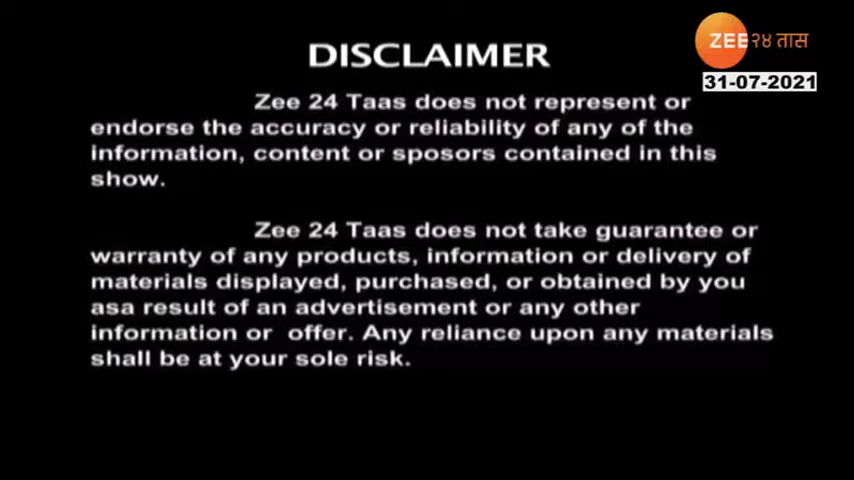 ZEE २४ तास
31-07-2021
DISCLAIMER
Zee 24 Taas does not represent or
endorse the accuracy or reliability of any of the
information, content or sposors contained in this
show.
Zee 24 Taas does not take guarantee or
warranty of any products, information or delivery of
materials displayed, purchased, or obtained by you
asa result of an advertisement or any other
information or  offer. Any reliance upon any materials
shall be at your sole risk.